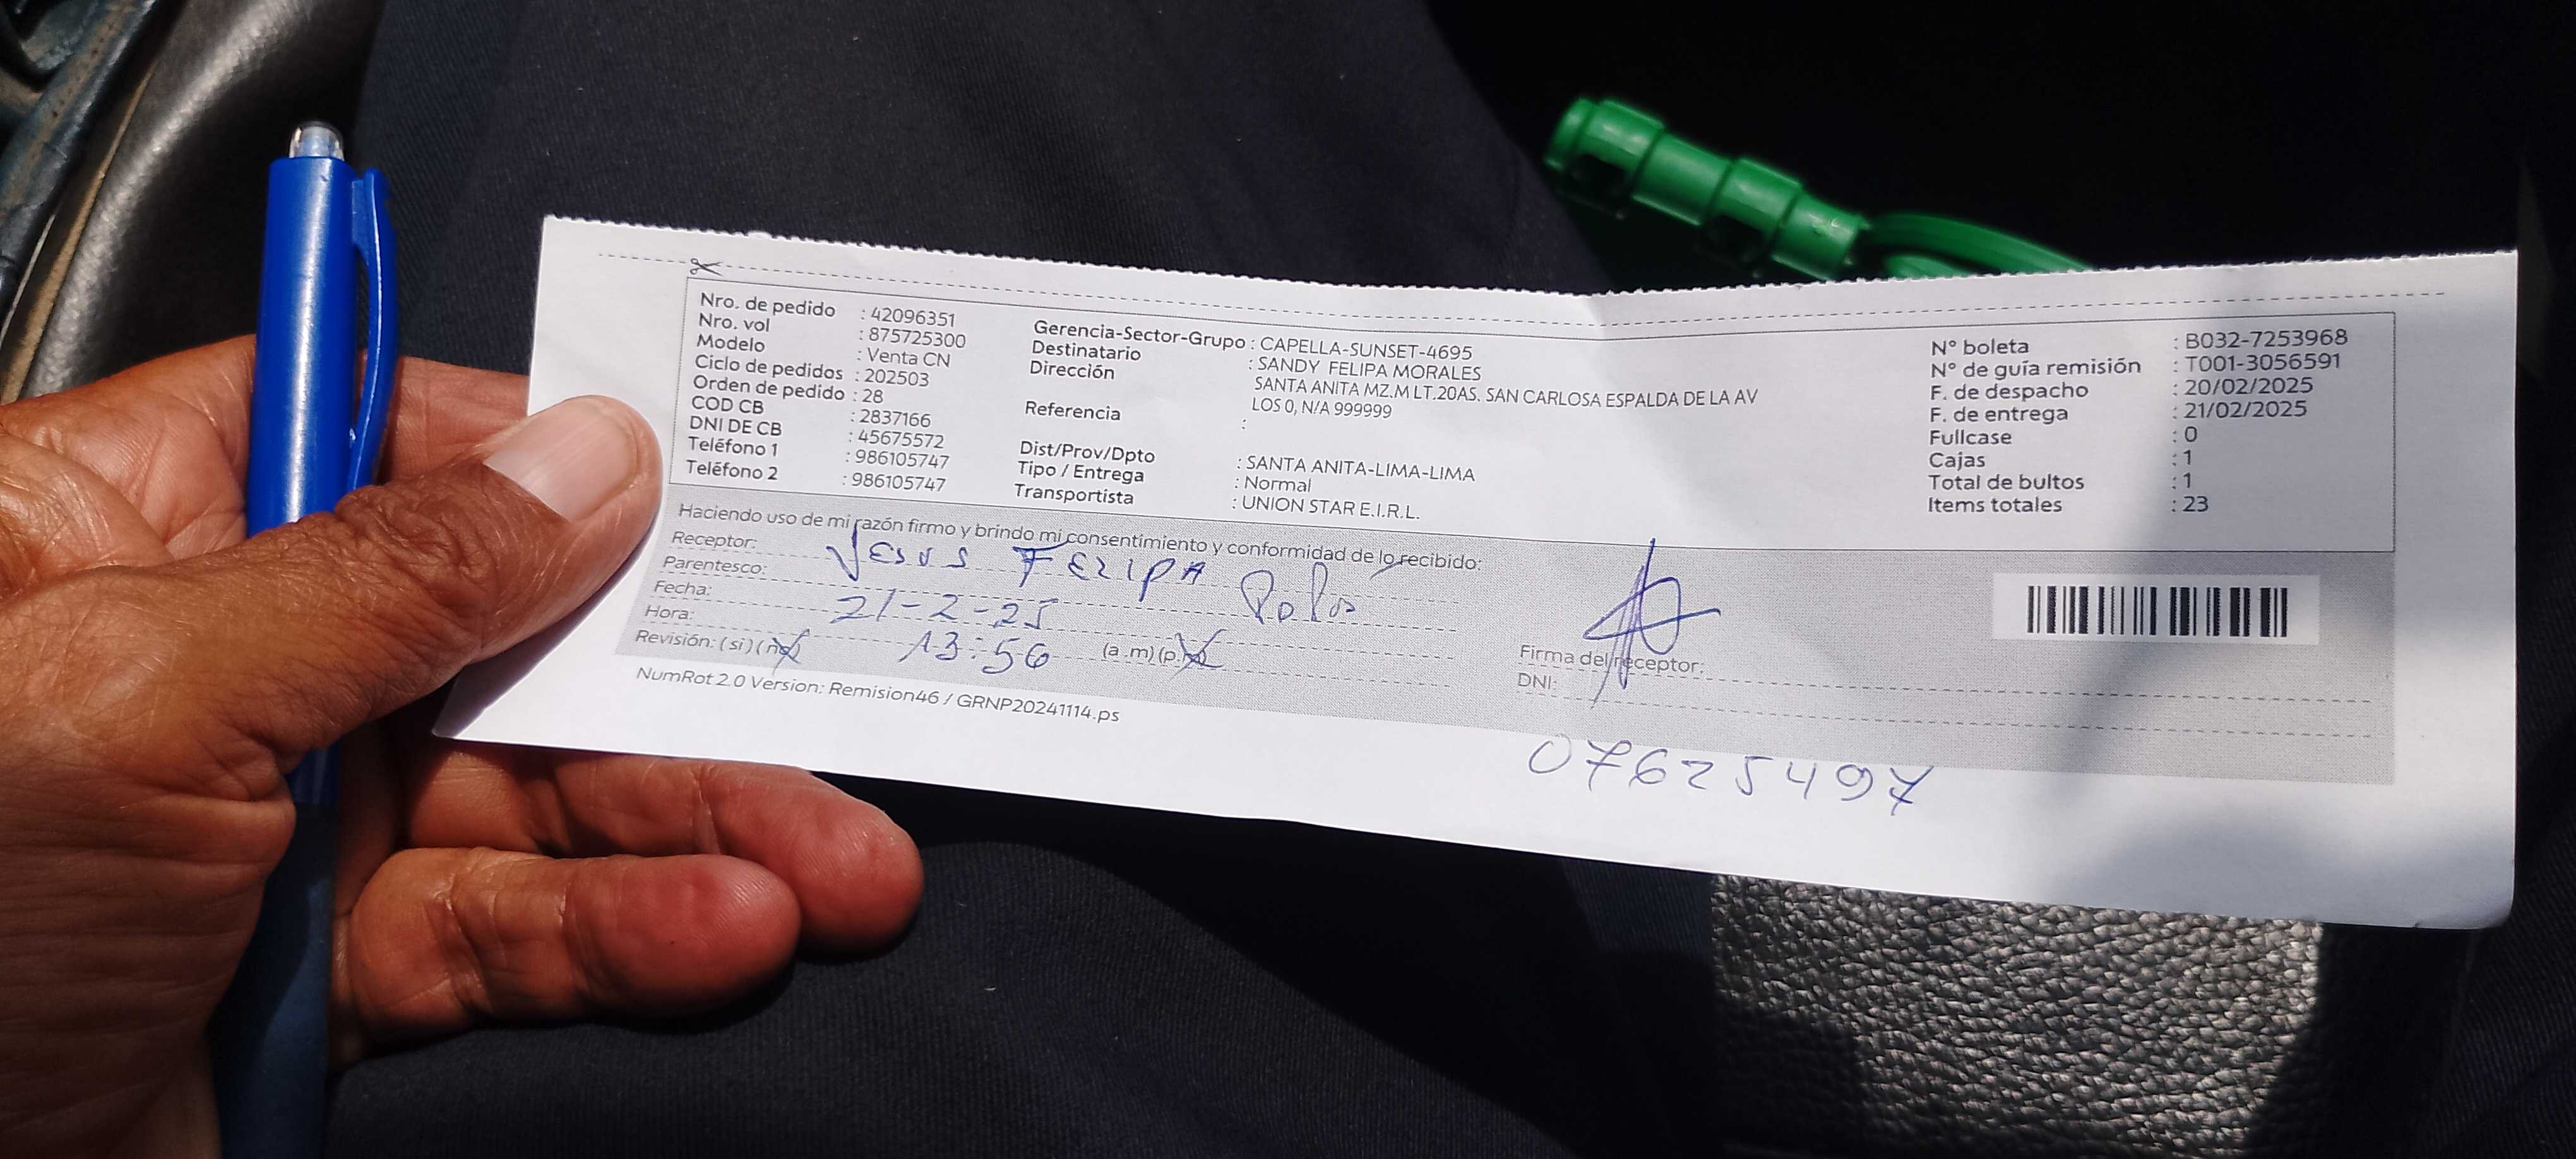 Nro. de pedido : 42096351
Nro. vol : 875725300
Modelo : Venta CN
Ciclo de pedidos : 202503
Orden de pedido : 28
COD CB : 2837166
DNI DE CB : 45675572
Teléfono 1 : 986105747
Teléfono 2 : 986105747
Gerencia-Sector-Grupo : CAPELLA-SUNSET-4695
Destinatario : SANDY FELIPA MORALES
Dirección : SANTA ANITA MZ.M LT.20AS. SAN CARLOSA ESPALDA DE LA AV
LOS 0, N/A 999999
Referencia :
Dist/Prov/Dpto : SANTA ANITA-LIMA-LIMA
Tipo / Entrega : Normal
Transportista : UNION STAR E.I.R.L.
N° boleta : B032-7253968
N° de guía remisión : T001-3056591
F. de despacho : 20/02/2025
F. de entrega : 21/02/2025
Fullcase : 0
Cajas : 1
Total de bultos : 1
Items totales : 23
Haciendo uso de mi razón firmo y brindo mi consentimiento y conformidad de lo recibido:
Receptor: JESUS FELIPA
Parentesco: Papá
Fecha: 21-2-25
Hora: 13:56 (a.m) (p.
Revisión: (si) (no)
Firma del receptor:
DNI:
07625497
NumRot 2.0 Version: Remision46 / GRNP20241114.ps